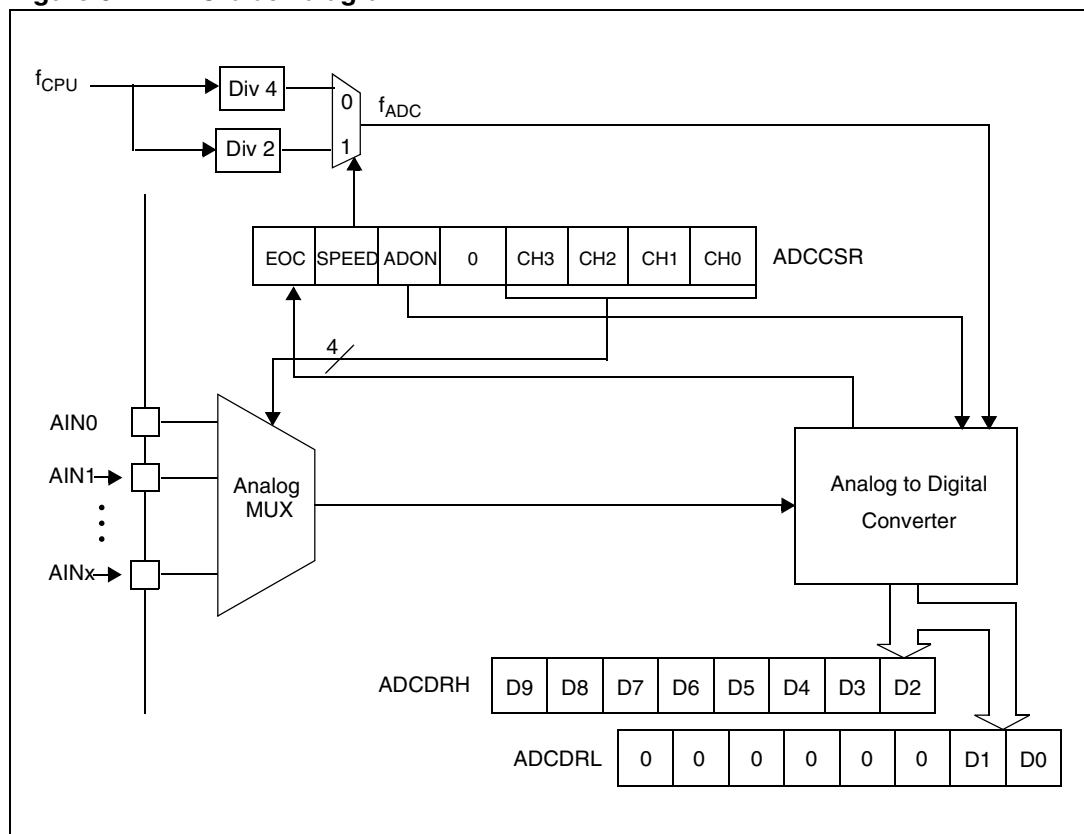 f_CPU
Div 4
0
f_ADC
Div 2
1
EOC SPEED ADON 0 CH3 CH2 CH1 CH0 ADCCSR
4
AIN0
AIN1
Analog
MUX
AINx
Analog to Digital
Converter
ADCDRH D9 D8 D7 D6 D5 D4 D3 D2
ADCDRL 0 0 0 0 0 0 D1 D0